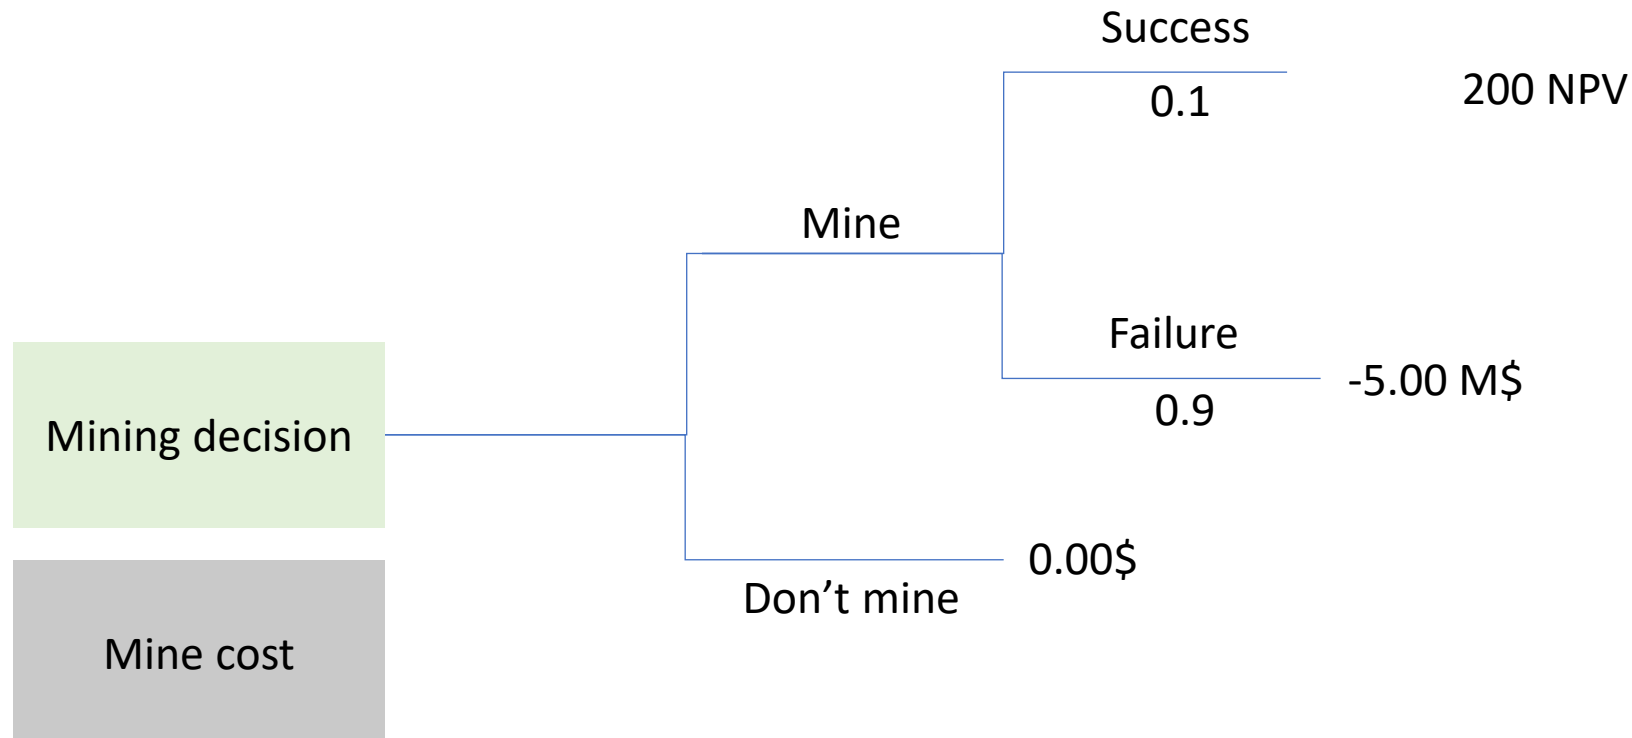 Success
0.1
200 NPV
Mine
Failure
0.9
-5.00 M$
Mining decision
0.00$
Don’t mine
Mine cost